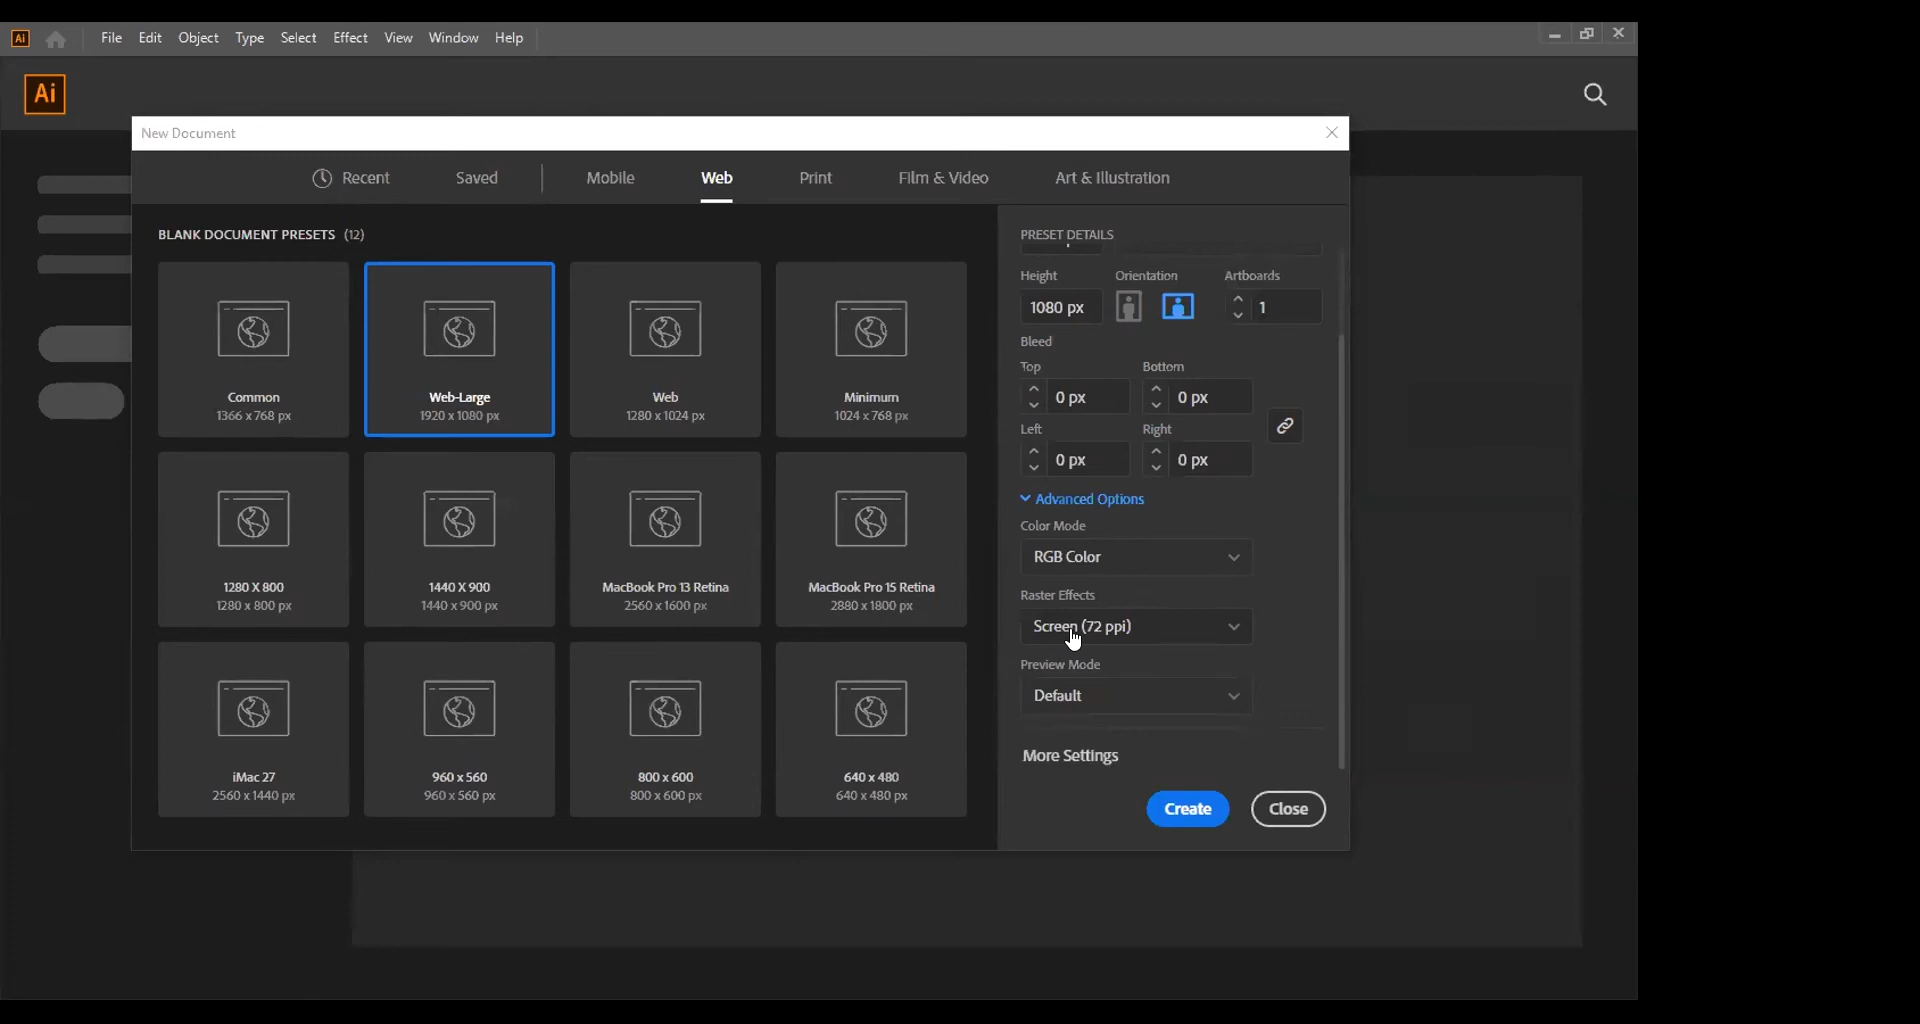 Ai File Edit Object Type Select Effect View Window Help
Ai
New Document
Recent Saved Mobile Web Print Film & Video Art & Illustration
BLANK DOCUMENT PRESETS (12)
Common
1366 x 768 px
Web-Large
1920 x 1080 px
Web
1280 x 1024 px
Minimum
1024 x 768 px
1280 X 800
1280 x 800 px
1440 X 900
1440 x 900 px
MacBook Pro 13 Retina
2560 x 1600 px
MacBook Pro 15 Retina
2880 x 1800 px
iMac 27
2560 x 1440 px
960 x 560
960 x 560 px
800 x 600
800 x 600 px
640 x 480
640 x 480 px
PRESET DETAILS
Height Orientation Artboards
1080 px 1
Bleed
Top Bottom
0 px 0 px
Left Right
0 px 0 px
Advanced Options
Color Mode
RGB Color
Raster Effects
Screen (72 ppi)
Preview Mode
Default
More Settings
Create Close